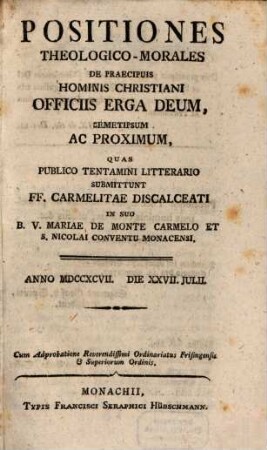 POSITIONES
THEOLOGICO-MORALES
DE PRAECIPUIS
HOMINIS CHRISTIANI
OFFICIIS ERGA DEUM,
SEMETIPSUM
AC PROXIMUM,
QUAS
PUBLICO TENTAMINI LITTERARIO
SUBMITTUNT
FF. CARMELITAE DISCALCEATI
IN SUO
B. V. MARIAE DE MONTE CARMELO ET
S. NICOLAI CONVENTU MONACENSI.
ANNO MDCCXCVII. DIE XXVII. JULII.
Cum Adprobatione Reverendissimi Ordinariatus Frisingensis
& Superiorum Ordinis.
MONACHII,
TYPIS FRANCISCI SERAPHICI HÜBSCHMANN.